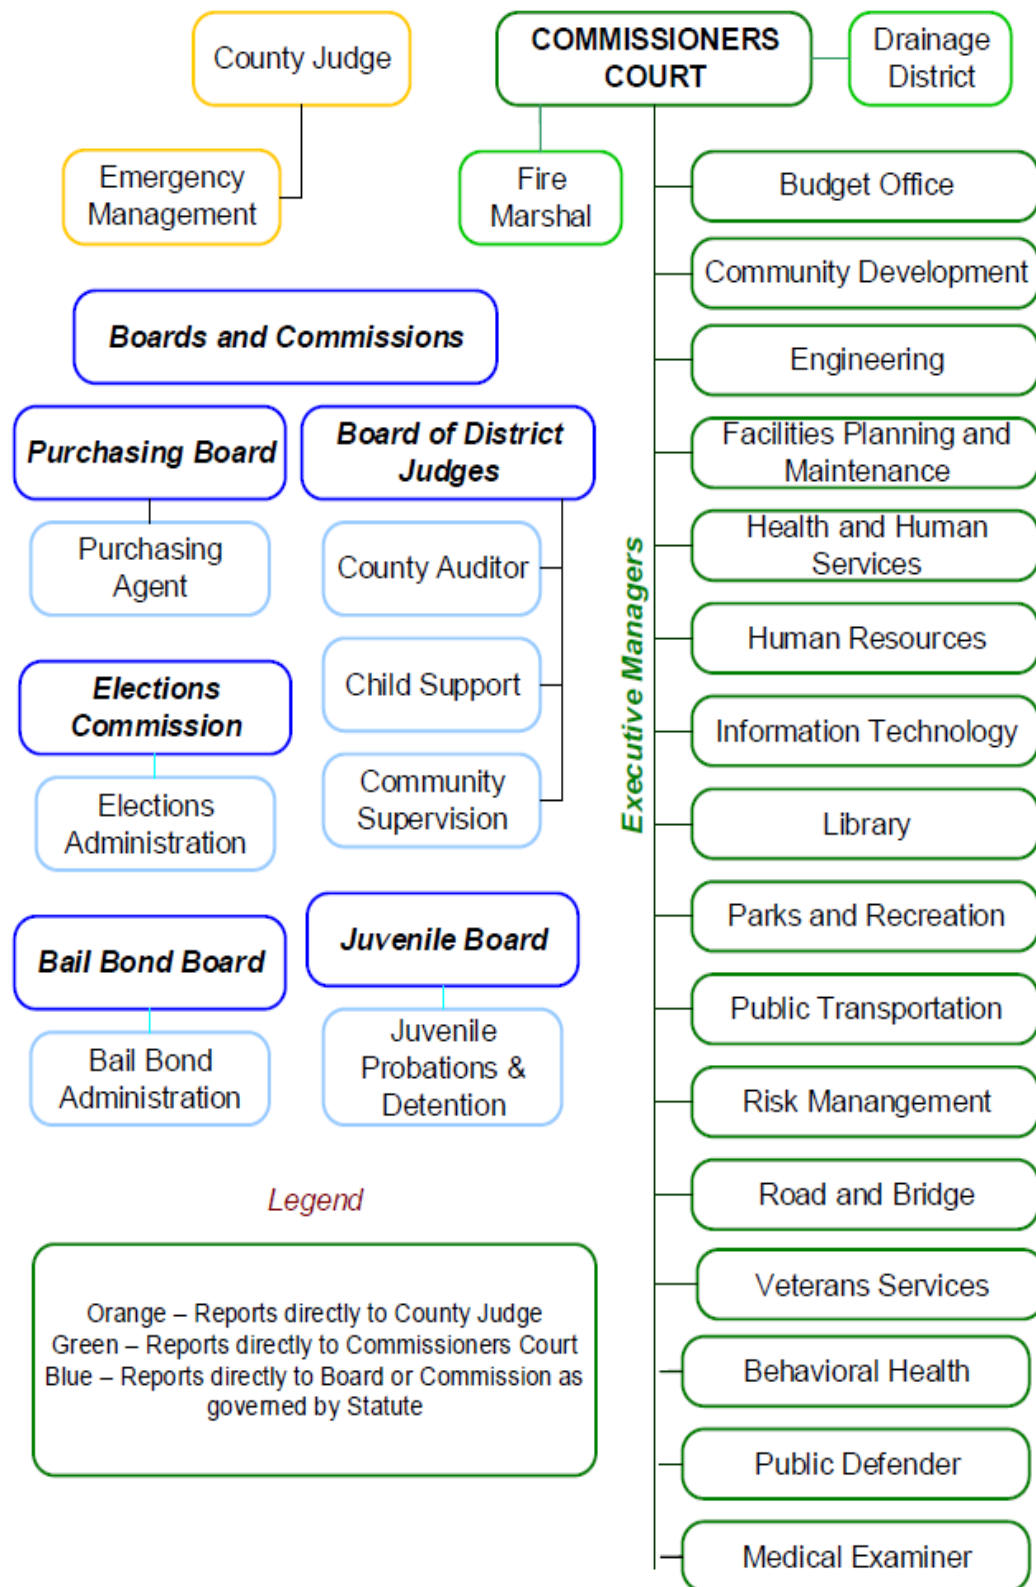 County Judge
COMMISSIONERS
COURT
Drainage
District
Emergency
Management
Fire
Marshal
Boards and Commissions
Purchasing Board
Purchasing
Agent
Board of District
Judges
County Auditor
Child Support
Community
Supervision
Elections
Commission
Elections
Administration
Bail Bond Board
Bail Bond
Administration
Juvenile Board
Juvenile
Probations &
Detention
Executive Managers
Budget Office
Community Development
Engineering
Facilities Planning and
Maintenance
Health and Human
Services
Human Resources
Information Technology
Library
Parks and Recreation
Public Transportation
Risk Manangement
Road and Bridge
Veterans Services
Behavioral Health
Public Defender
Medical Examiner
Legend
Orange – Reports directly to County Judge
Green – Reports directly to Commissioners Court
Blue – Reports directly to Board or Commission as
governed by Statute